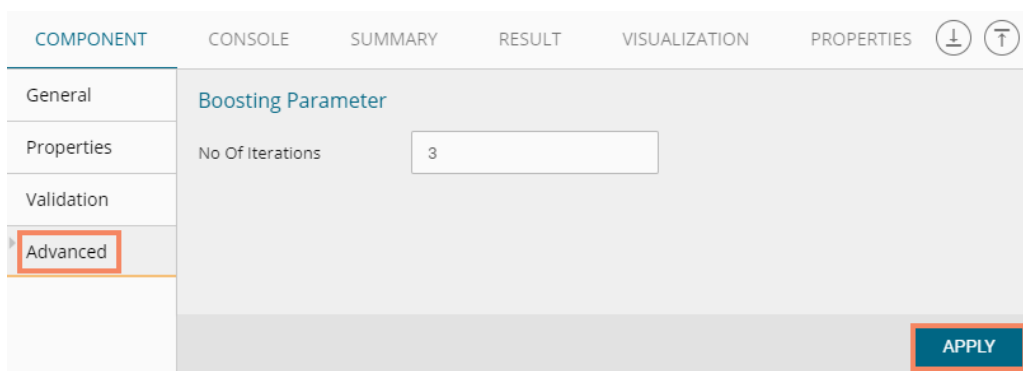 COMPONENT CONSOLE SUMMARY RESULT VISUALIZATION PROPERTIES
General
Properties
Validation
Advanced
Boosting Parameter
No Of Iterations 3
APPLY